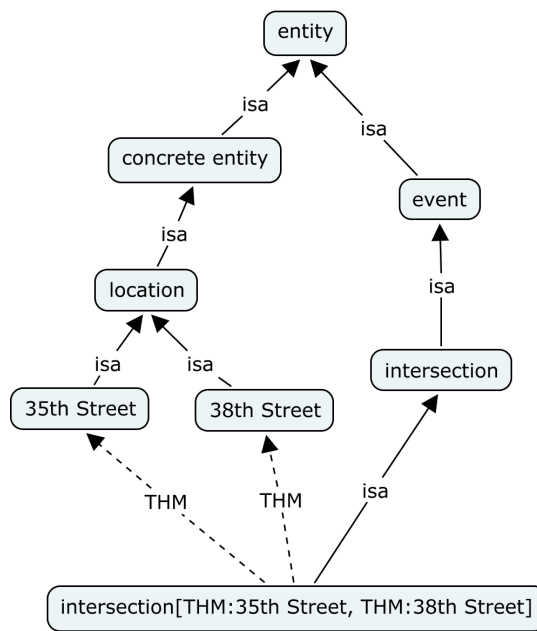 entity
isa
isa
concrete entity
event
isa
isa
location
isa
isa
intersection
35th Street
38th Street
THM
THM
isa
intersection[THM:35th Street, THM:38th Street]